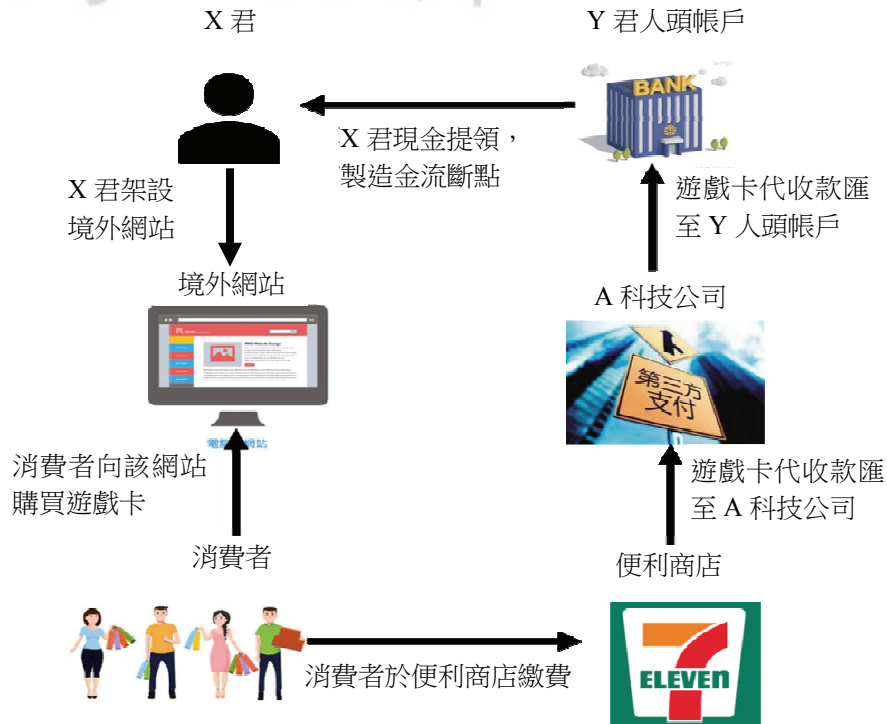 X 君
Y 君人頭帳戶
BANK
X 君現金提領，
製造金流斷點
X 君架設
境外網站
遊戲卡代收款匯
至 Y 人頭帳戶
境外網站
A 科技公司
第三方
支付
消費者向該網站
購買遊戲卡
遊戲卡代收款匯
至 A 科技公司
消費者
便利商店
消費者於便利商店繳費
7
ELEVEn